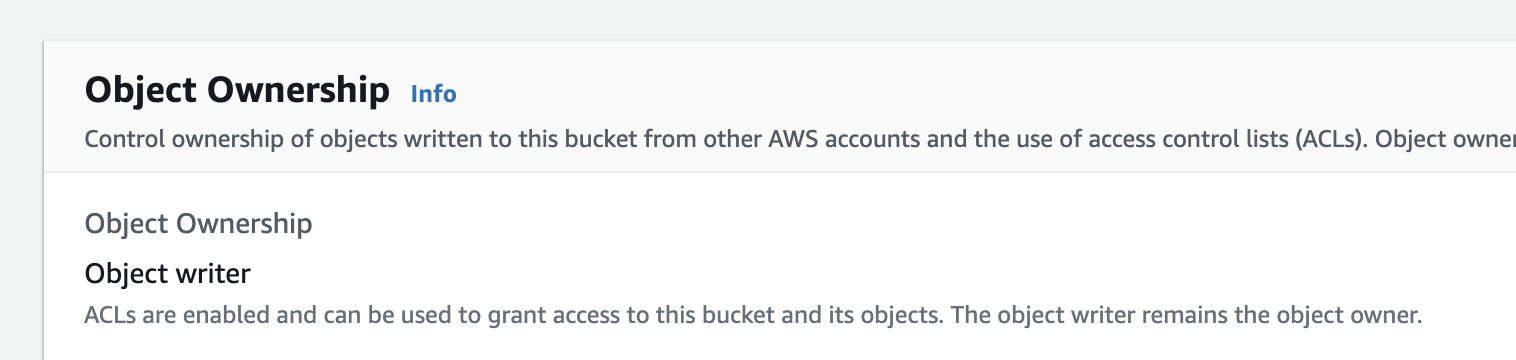 Object Ownership Info
Control ownership of objects written to this bucket from other AWS accounts and the use of access control lists (ACLs). Object owner
Object Ownership
Object writer
ACLs are enabled and can be used to grant access to this bucket and its objects. The object writer remains the object owner.